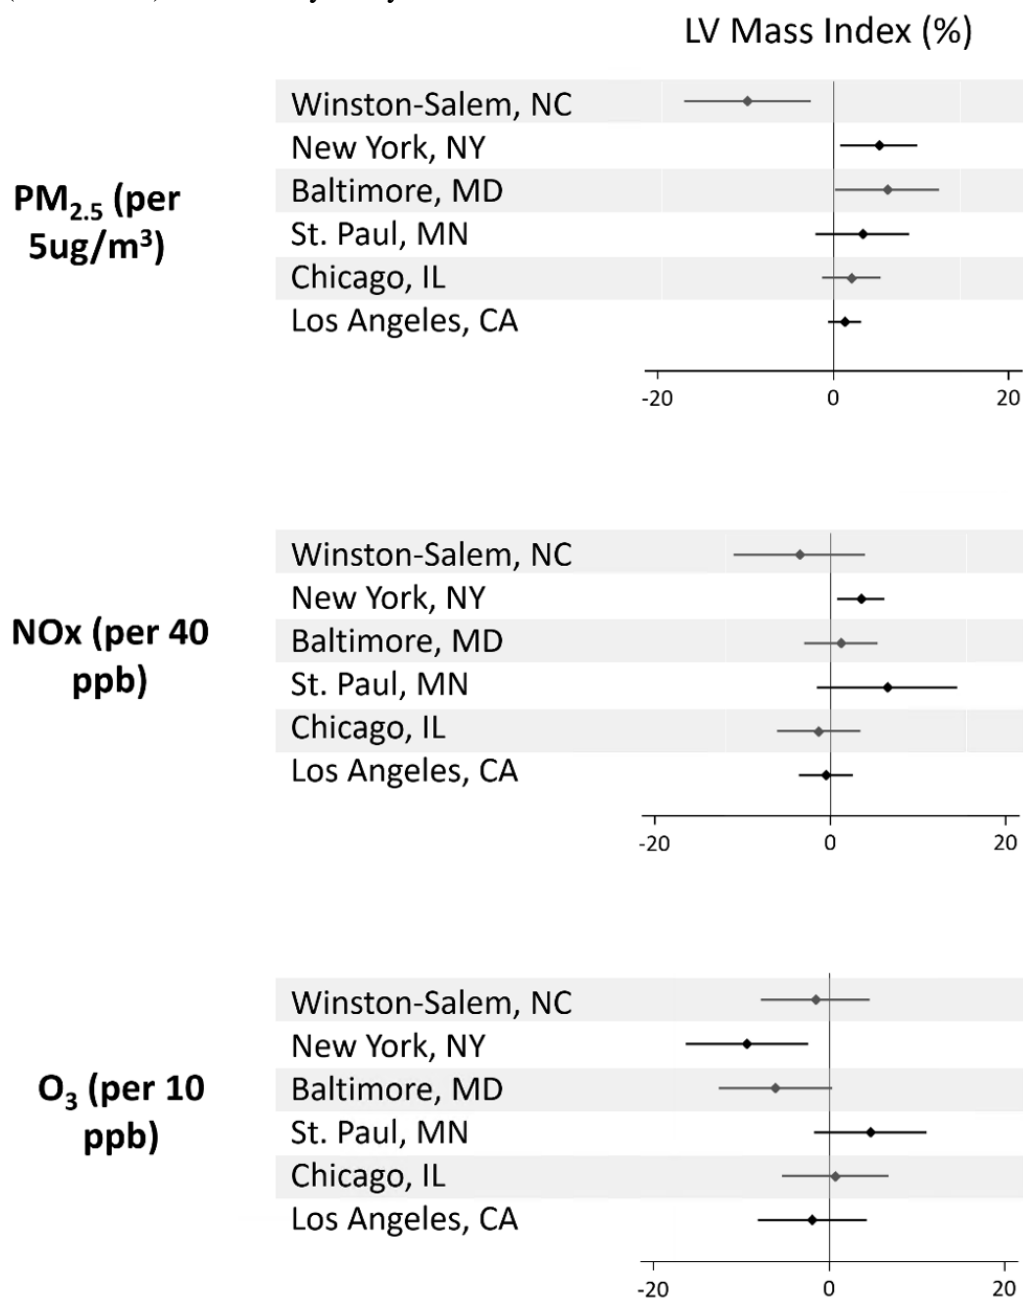 LV Mass Index (%)
PM2.5 (per
5ug/m³)
Winston-Salem, NC
New York, NY
Baltimore, MD
St. Paul, MN
Chicago, IL
Los Angeles, CA
-20 0 20
NOx (per 40
ppb)
Winston-Salem, NC
New York, NY
Baltimore, MD
St. Paul, MN
Chicago, IL
Los Angeles, CA
-20 0 20
O3 (per 10
ppb)
Winston-Salem, NC
New York, NY
Baltimore, MD
St. Paul, MN
Chicago, IL
Los Angeles, CA
-20 0 20